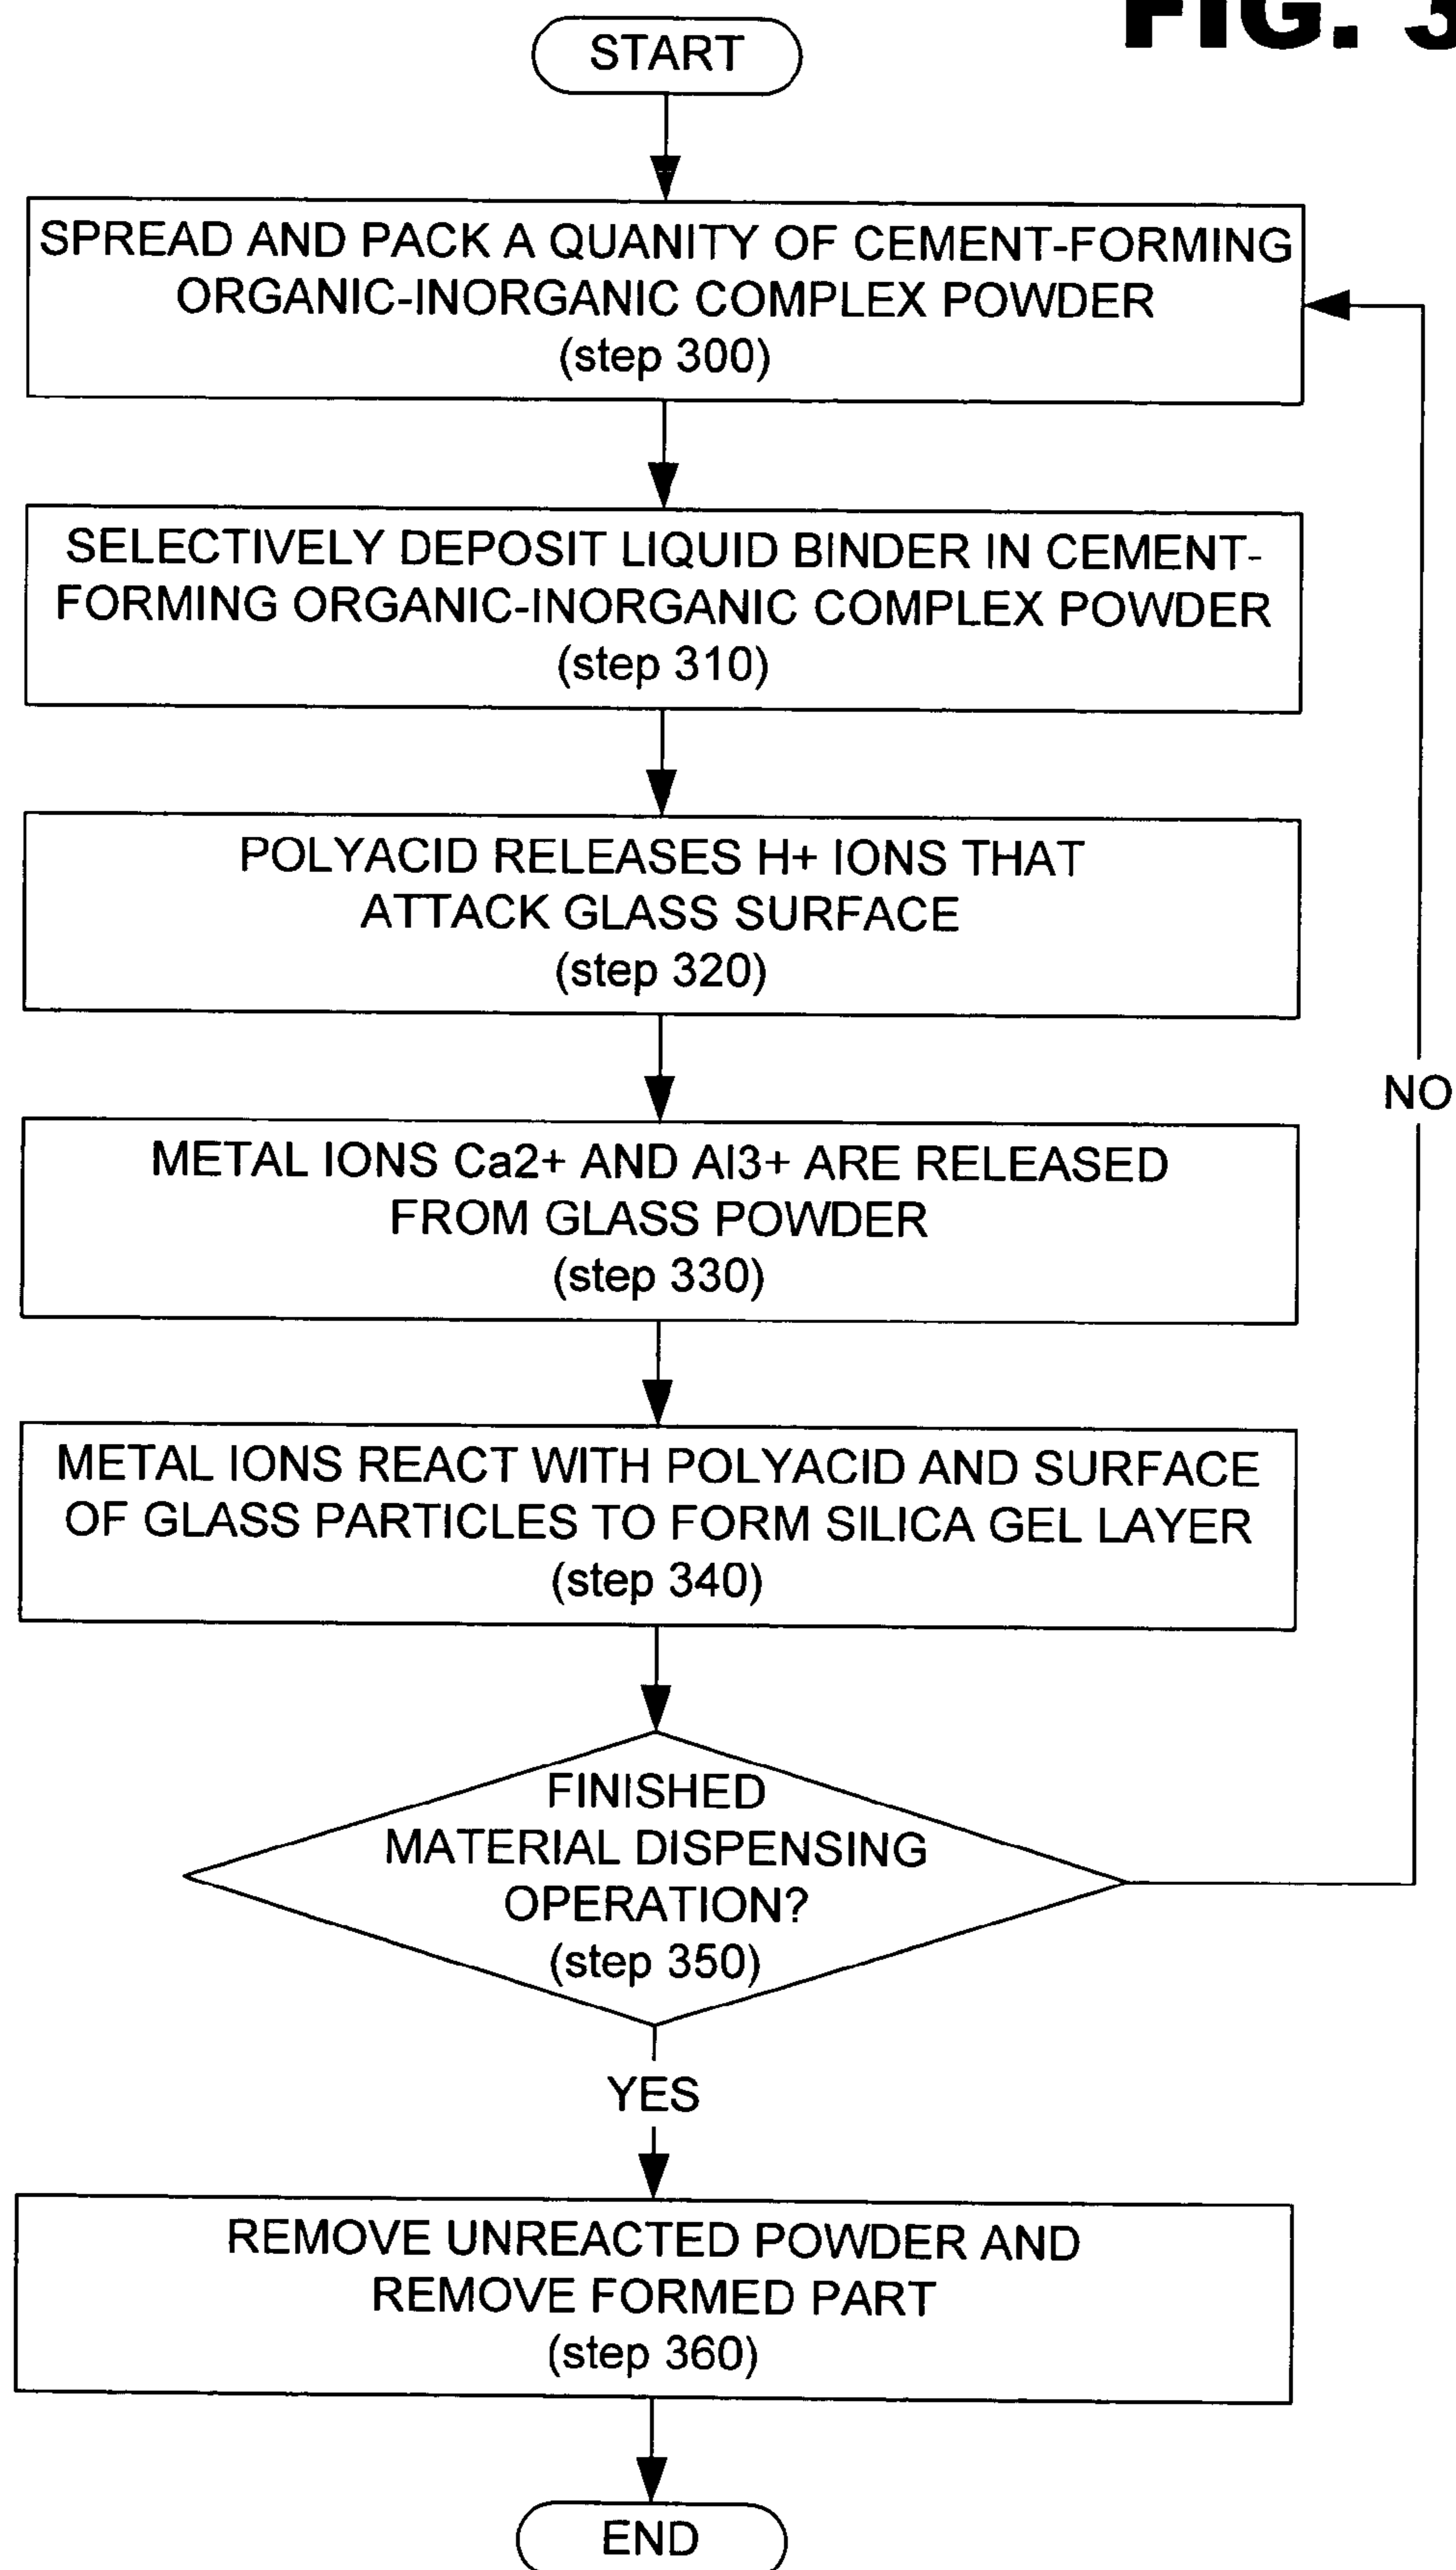 FIG. 3
START
SPREAD AND PACK A QUANITY OF CEMENT-FORMING
ORGANIC-INORGANIC COMPLEX POWDER
(step 300)
SELECTIVELY DEPOSIT LIQUID BINDER IN CEMENT-
FORMING ORGANIC-INORGANIC COMPLEX POWDER
(step 310)
POLYACID RELEASES H+ IONS THAT
ATTACK GLASS SURFACE
(step 320)
METAL IONS Ca2+ AND Al3+ ARE RELEASED
FROM GLASS POWDER
(step 330)
METAL IONS REACT WITH POLYACID AND SURFACE
OF GLASS PARTICLES TO FORM SILICA GEL LAYER
(step 340)
FINISHED
MATERIAL DISPENSING
OPERATION?
(step 350)
NO
YES
REMOVE UNREACTED POWDER AND
REMOVE FORMED PART
(step 360)
END